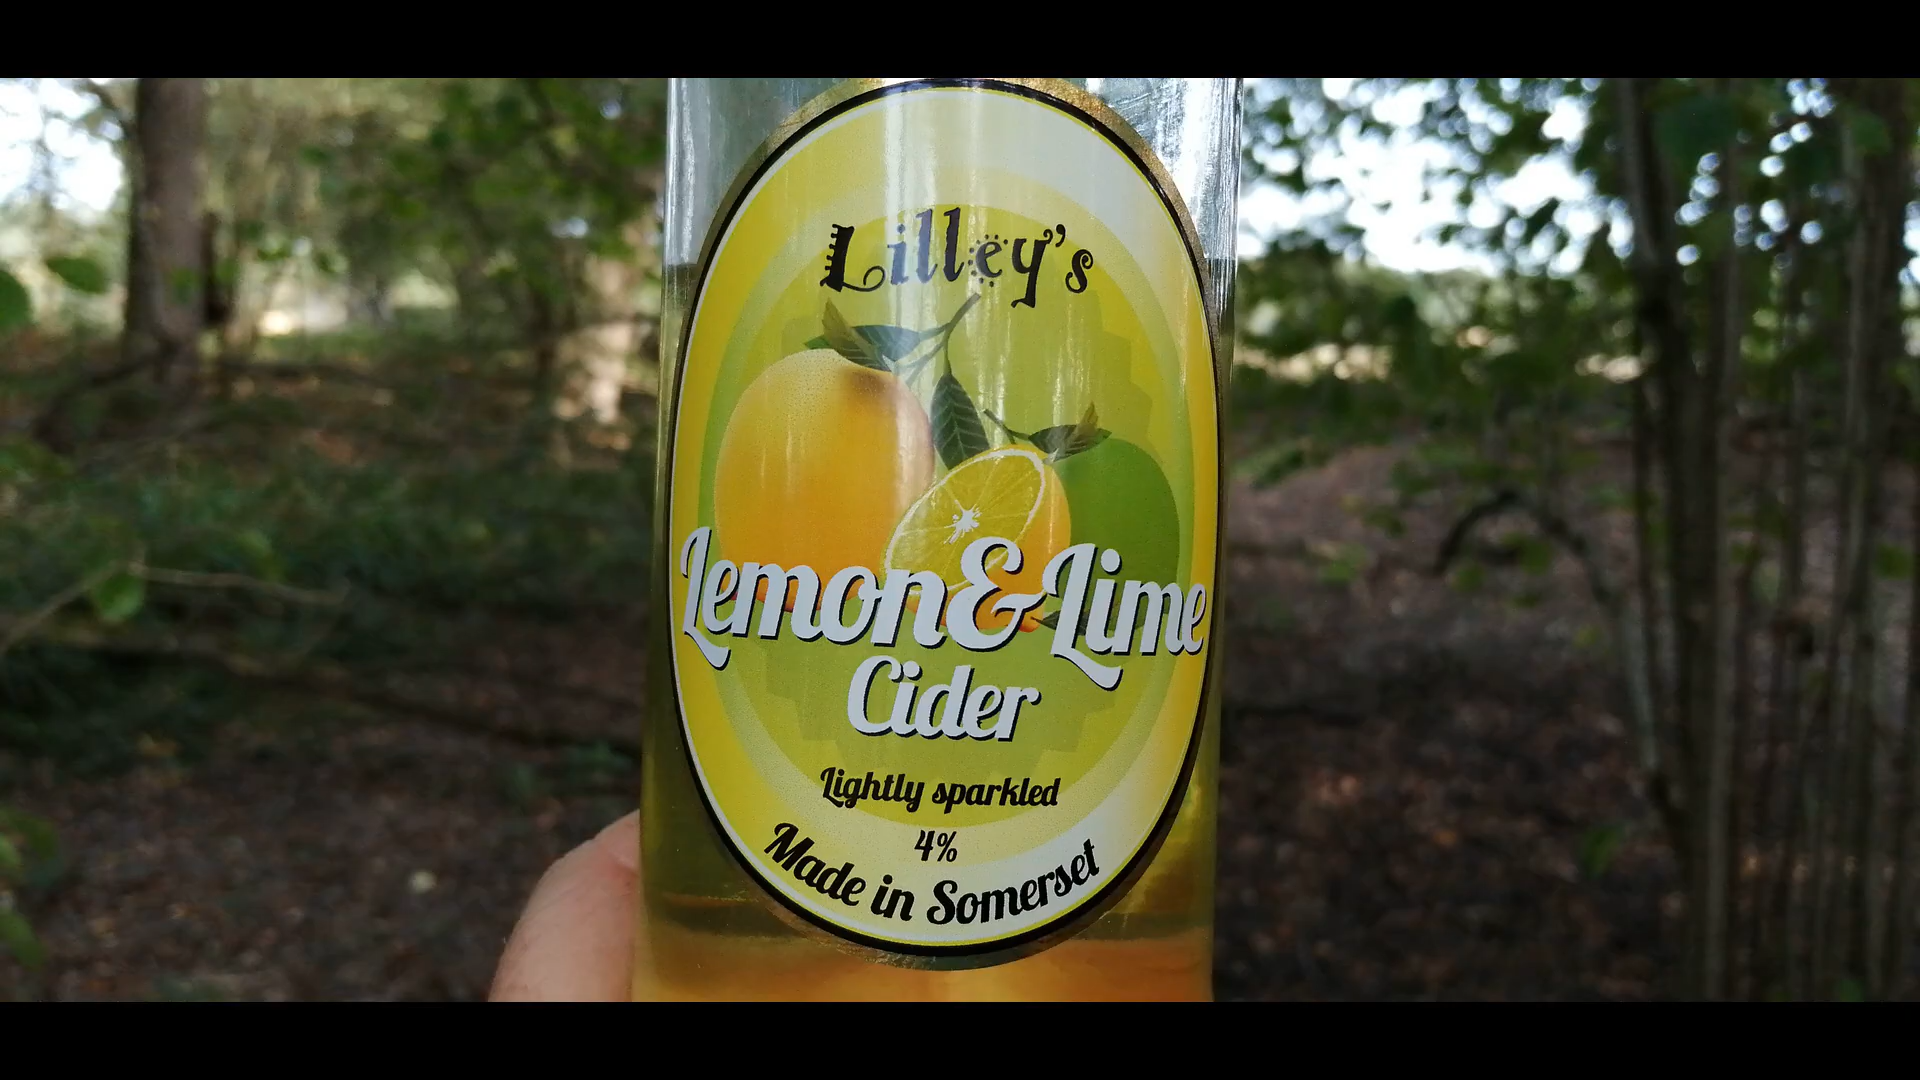 Lilley's
Lemon & Lime
Cider
Lightly sparkled
4%
Made in Somerset